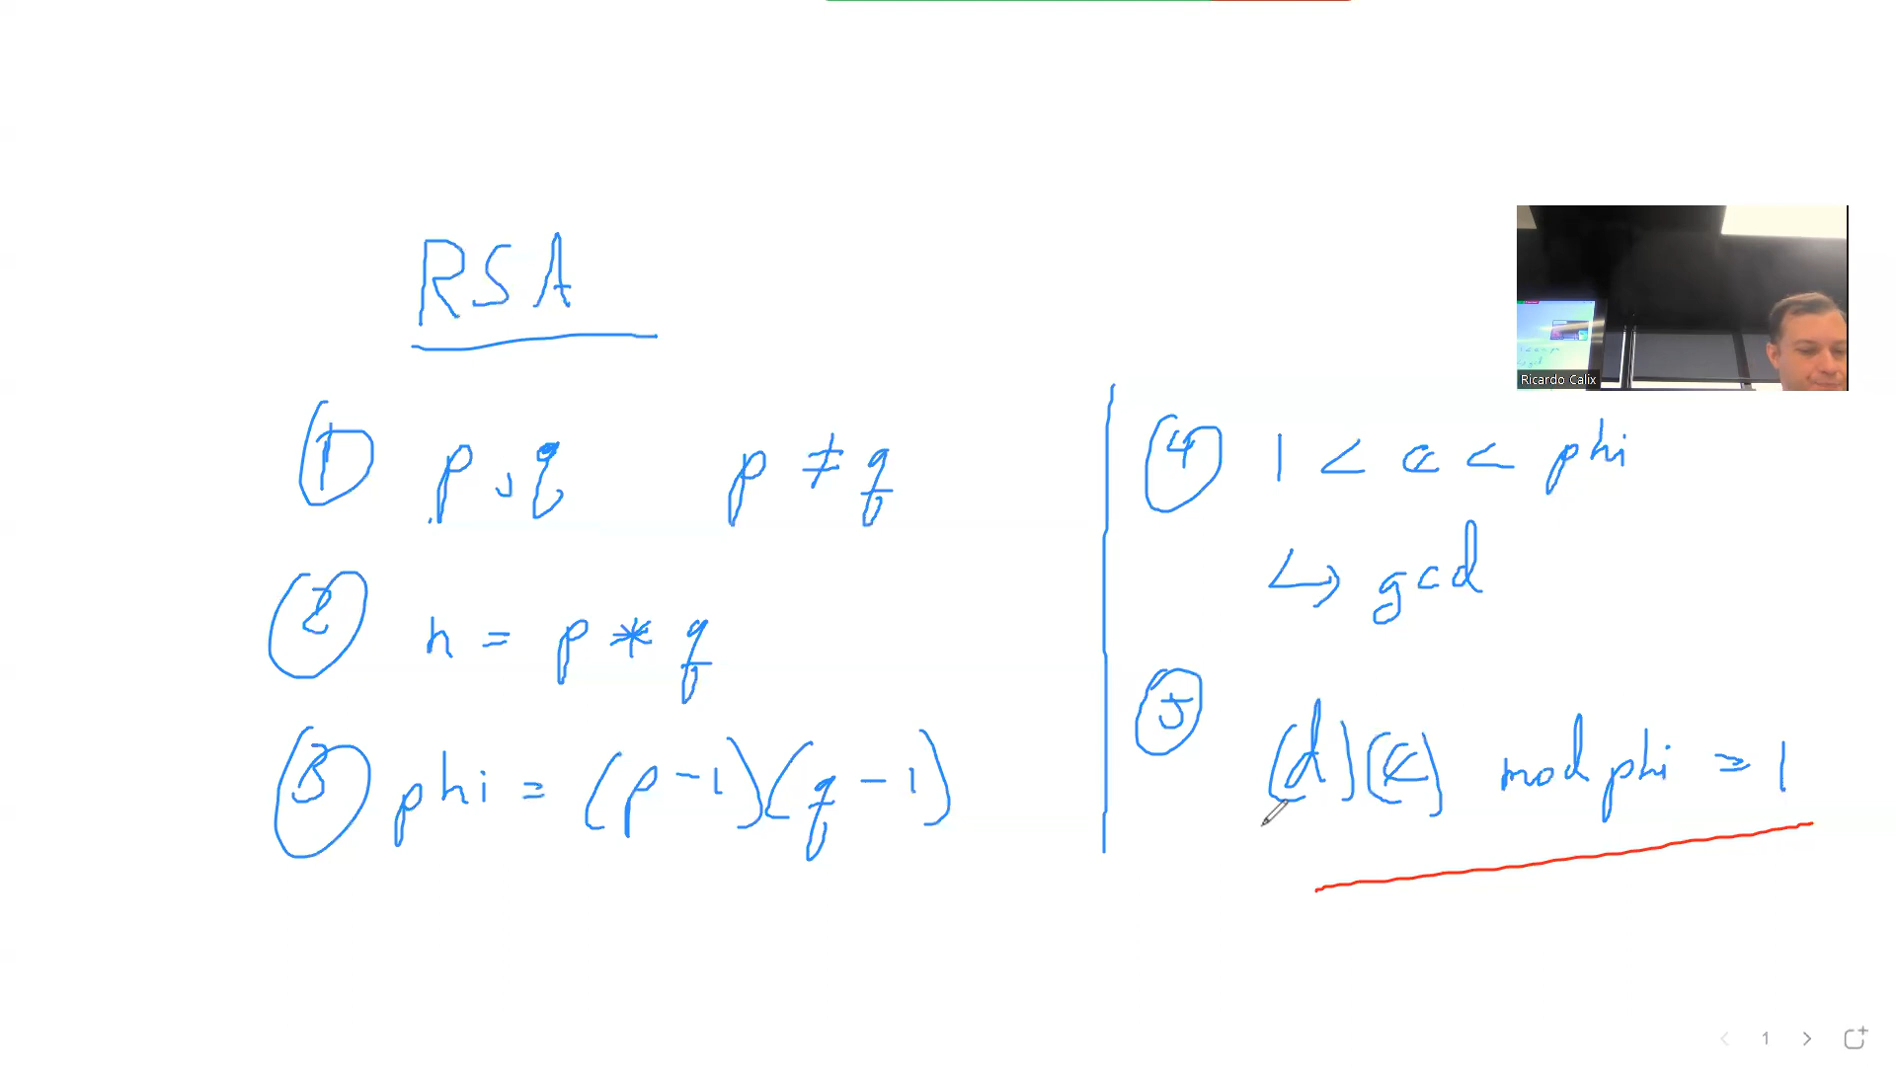 RSA
① p, q p ≠ q
② n = p * q
③ phi = (p - 1)(q - 1)
④ 1 < e < phi
↳ gcd
⑤ (d)(e) mod phi = 1
Ricardo Calix
1